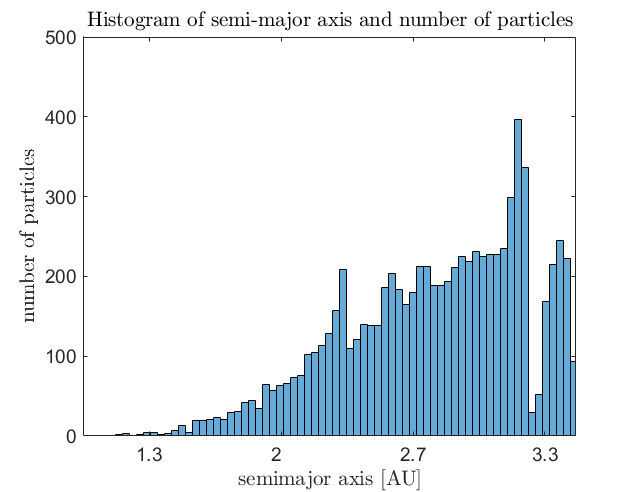 Histogram of semi-major axis and number of particles
500
400
300
200
100
0
number of particles
1.3 2 2.7 3.3
semimajor axis [AU]